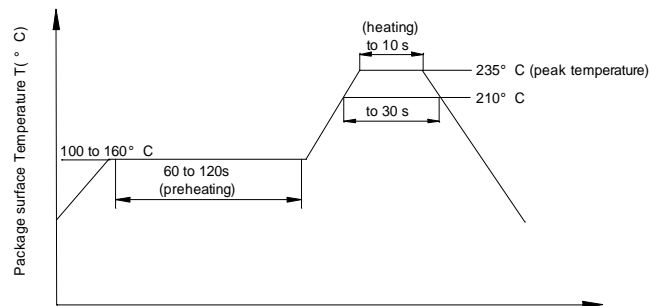 Package surface Temperature T( ° C)
(heating)
to 10 s
235° C (peak temperature)
210° C
to 30 s
100 to 160° C
60 to 120s
(preheating)